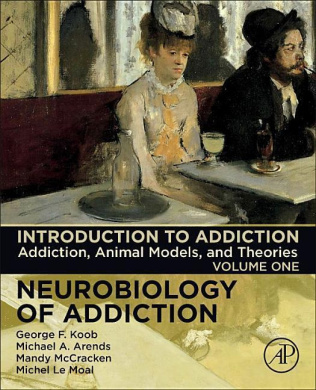 INTRODUCTION TO ADDICTION
Addiction, Animal Models, and Theories
VOLUME ONE
NEUROBIOLOGY
OF ADDICTION
George F. Koob
Michael A. Arends
Mandy McCracken
Michel Le Moal
AP